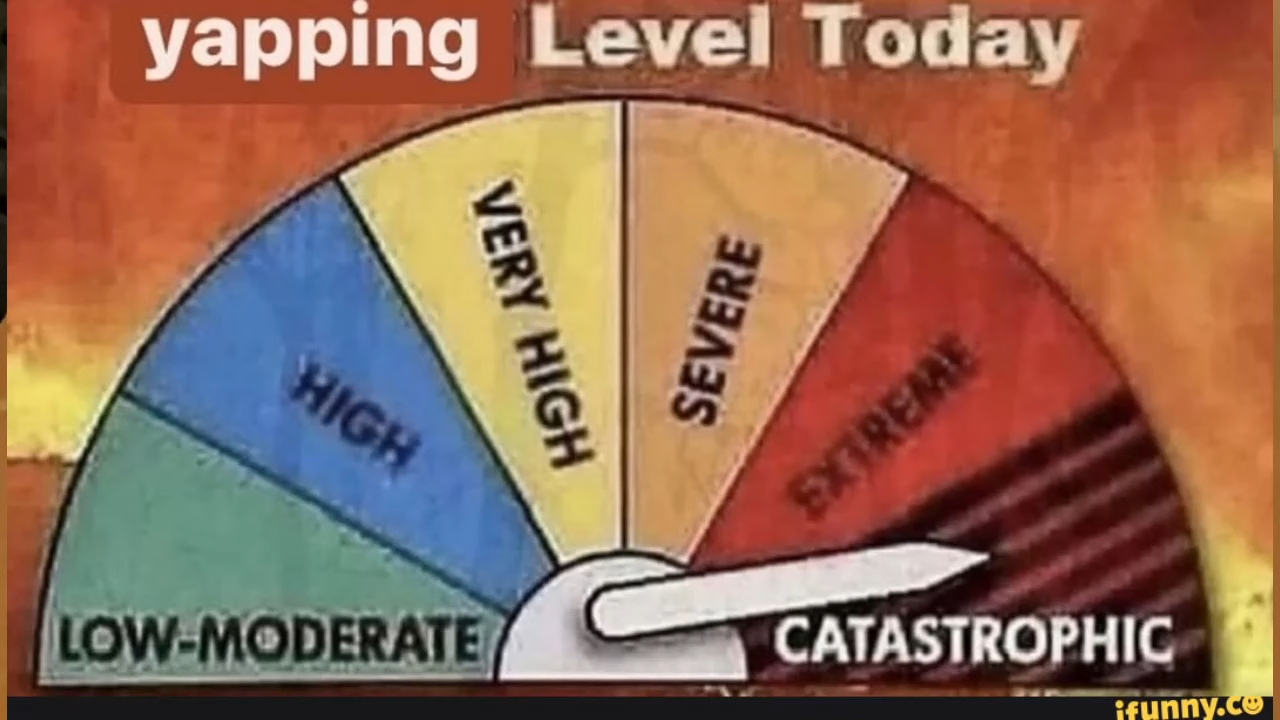 yapping Level Today
VERY HIGH
SEVERE
HIGH
EXTREME
LOW-MODERATE
CATASTROPHIC
ifunny.co